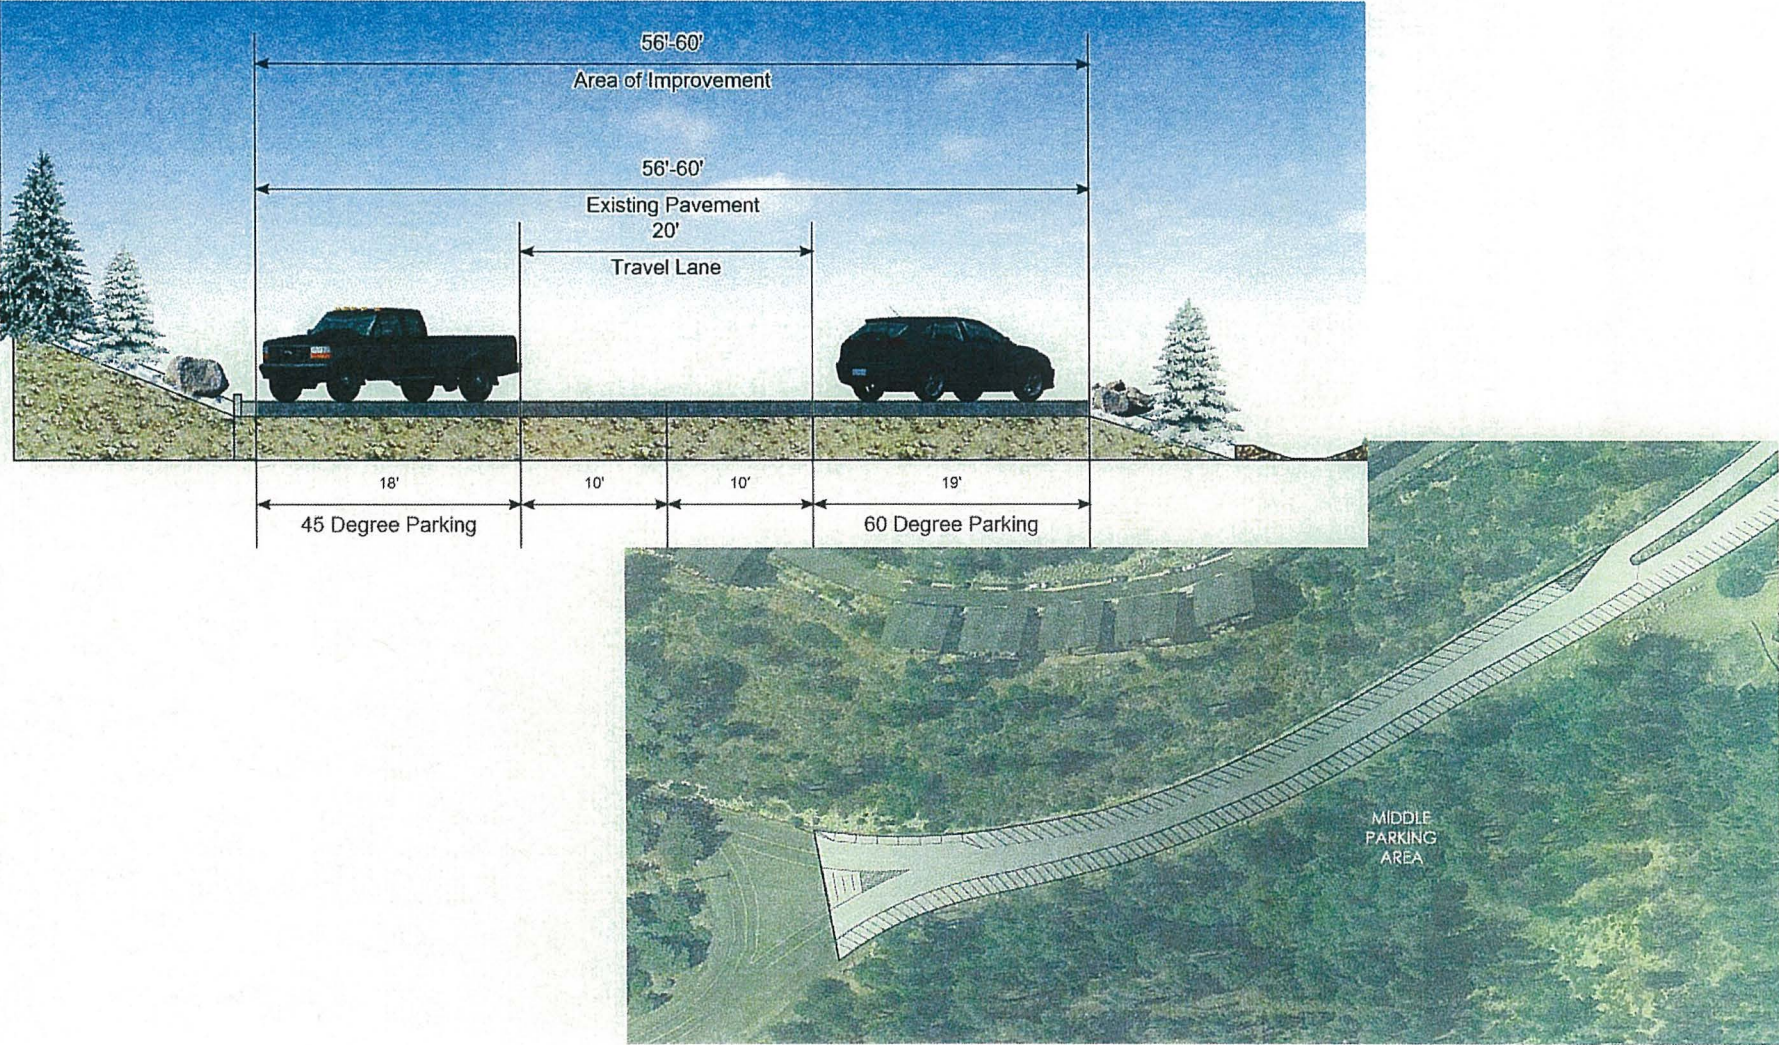 56'-60'
Area of Improvement
56'-60'
Existing Pavement
20'
Travel Lane
18'
10'
10'
19'
45 Degree Parking
60 Degree Parking
MIDDLE
PARKING
AREA